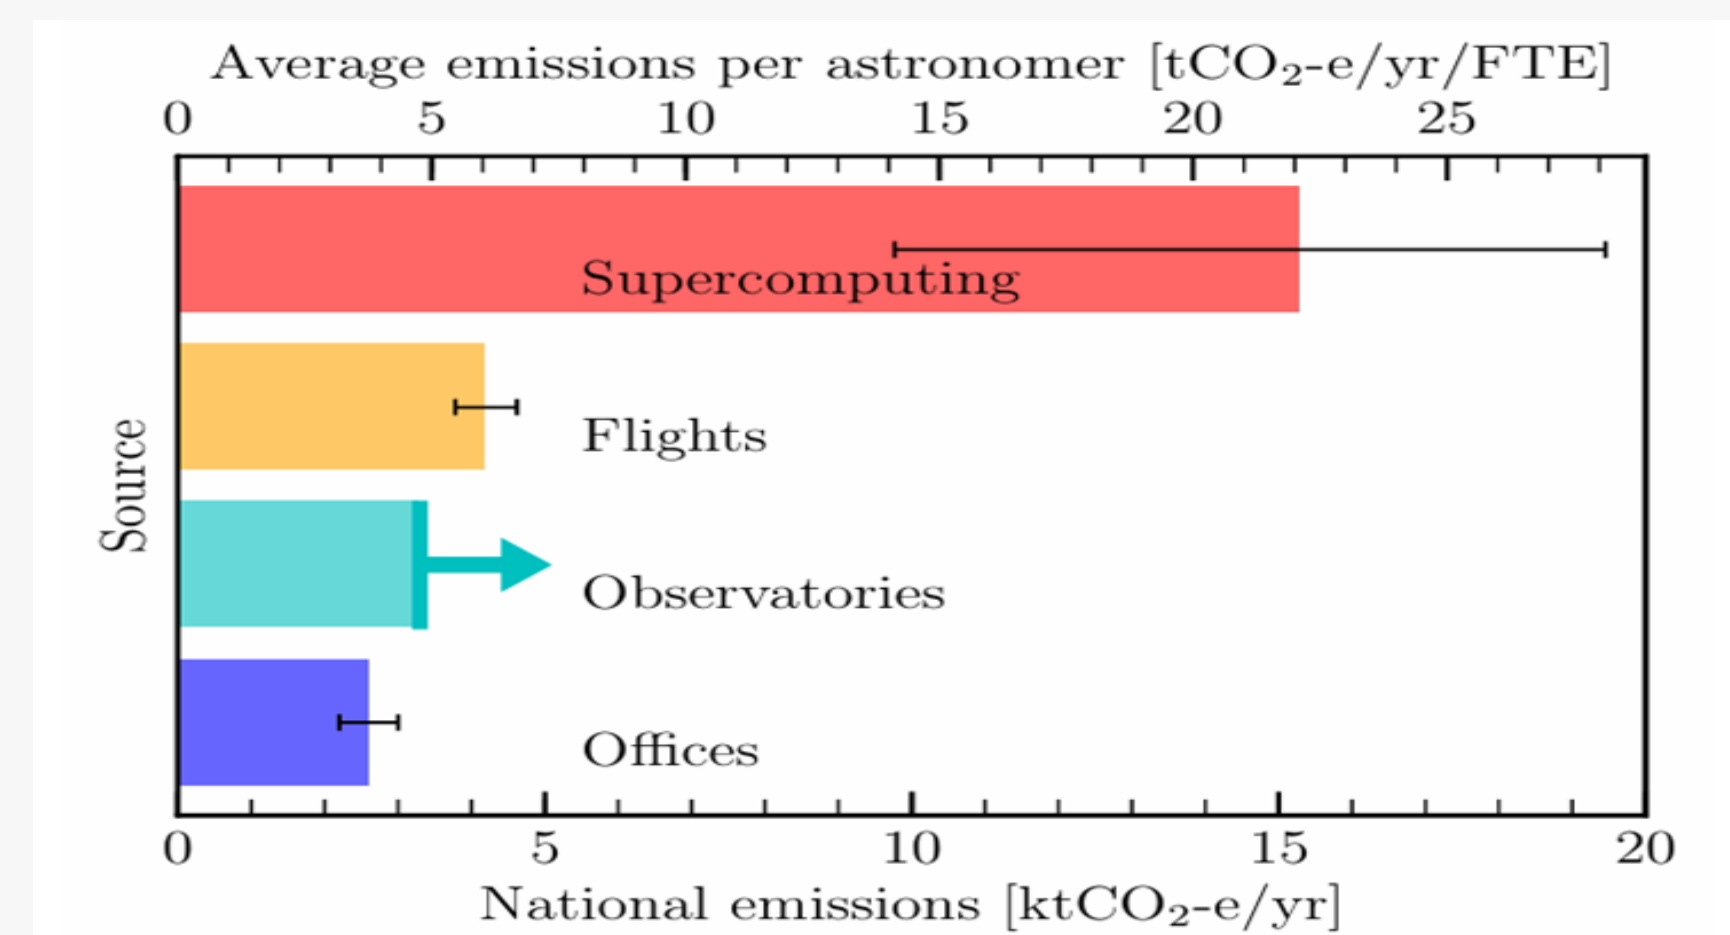 Average emissions per astronomer [tCO₂-e/yr/FTE]
0 5 10 15 20 25
Supercomputing
Flights
Source
Observatories
Offices
0 5 10 15 20
National emissions [ktCO₂-e/yr]